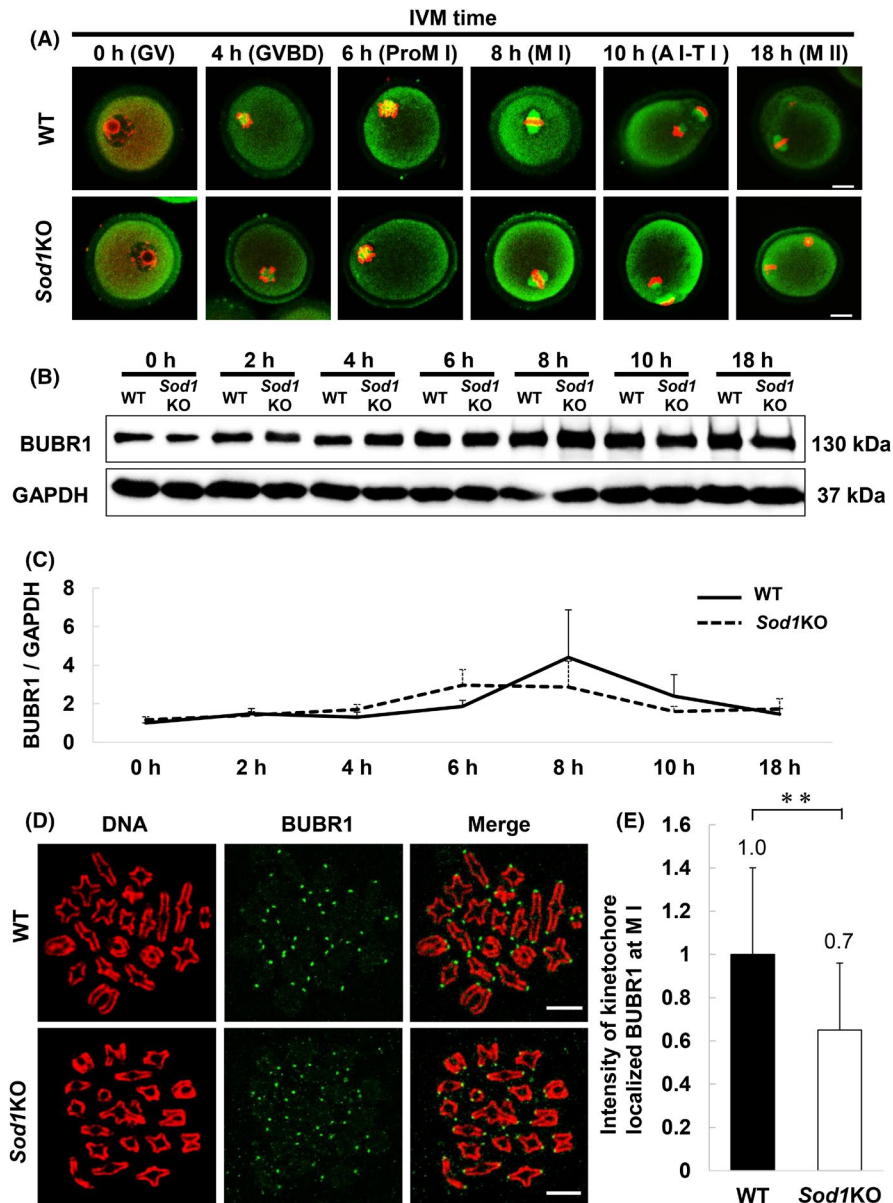 IVM time
(A)
0 h (GV) 4 h (GVBD) 6 h (ProM I) 8 h (M I) 10 h (A I-T I ) 18 h (M II)
WT
Sod1KO
(B)
0 h 2 h 4 h 6 h 8 h 10 h 18 h
WT Sod1 KO WT Sod1 KO WT Sod1 KO WT Sod1 KO WT Sod1 KO WT Sod1 KO WT Sod1 KO
BUBR1 130 kDa
GAPDH 37 kDa
(C)
BUBR1 / GAPDH
8
6
4
2
0
WT
Sod1KO
0 h 2 h 4 h 6 h 8 h 10 h 18 h
(D)
DNA BUBR1 Merge
WT
Sod1KO
(E)
**
Intensity of kinetochore
localized BUBR1 at M I
1.6
1.4
1.2
1
0.8
0.6
0.4
0.2
0
1.0
0.7
WT Sod1KO